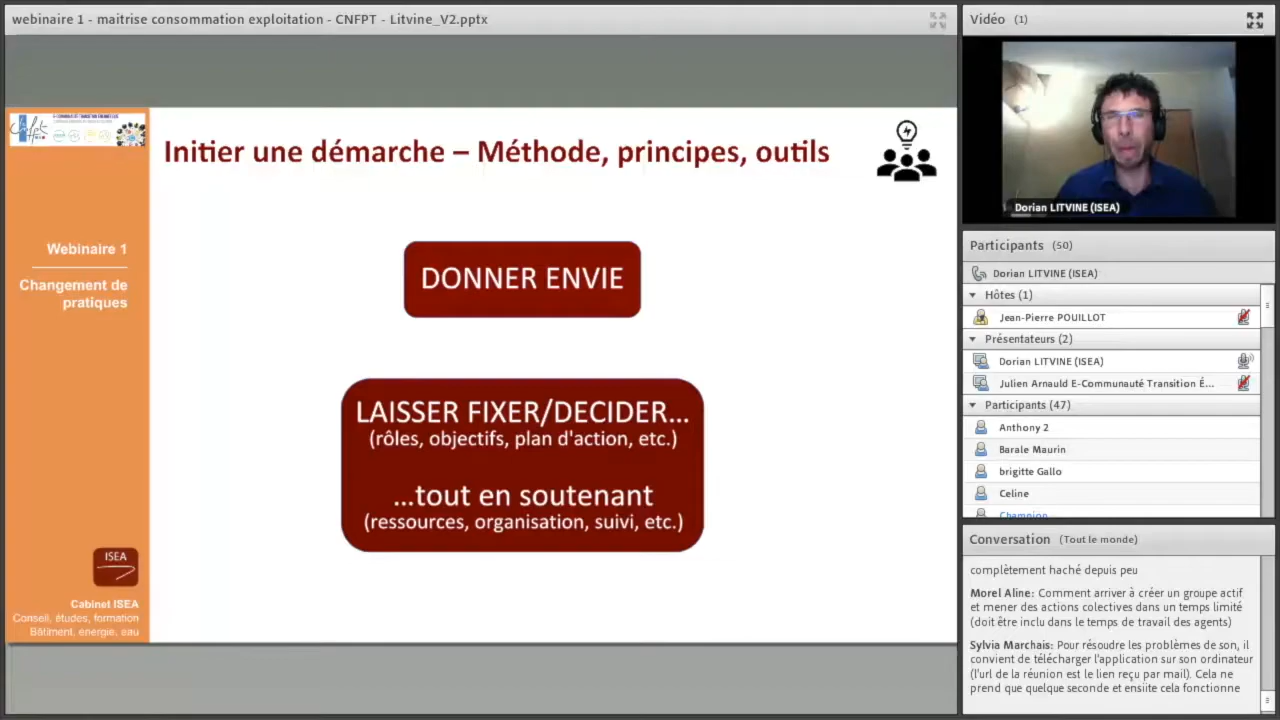 webinaire 1 - maitrise consommation exploitation - CNFPT - Litvine_V2.pptx
Initier une démarche – Méthode, principes, outils
Webinaire 1
Changement de
pratiques
DONNER ENVIE
LAISSER FIXER/DECIDER...
(rôles, objectifs, plan d'action, etc.)
...tout en soutenant
(ressources, organisation, suivi, etc.)
ISEA
Cabinet ISEA
Conseil, études, formation
Bâtiment, energie, eau
Vidéo (1)
Dorian LITVINE (ISEA)
Participants (50)
Dorian LITVINE (ISEA)
Hôtes (1)
Jean-Pierre POUILLOT
Présentateurs (2)
Dorian LITVINE (ISEA)
Julien Arnauld E-Communauté Transition É...
Participants (47)
Anthony 2
Barale Maurin
brigitte Gallo
Celine
Champion
Conversation (Tout le monde)
complètement haché depuis peu
Morel Aline: Comment arriver à créer un groupe actif
et mener des actions collectives dans un temps limité
(doit être inclu dans le temps de travail des agents)
Sylvia Marchais: Pour résoudre les problèmes de son, il
convient de télécharger l'application sur son ordinateur
(l'url de la réunion est le lien reçu par mail). Cela ne
prend que quelque seconde et ensiite cela fonctionne